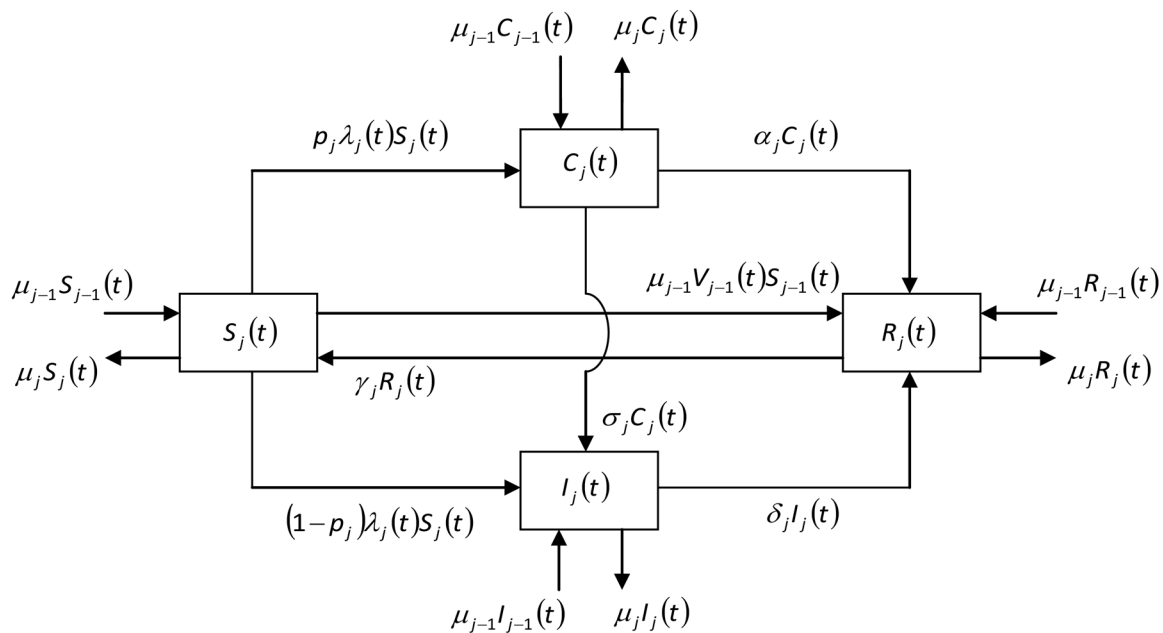 μ_{j−1}C_{j−1}(t)
μ_jC_j(t)
p_jλ_j(t)S_j(t)
C_j(t)
α_jC_j(t)
μ_{j−1}S_{j−1}(t)
μ_{j−1}V_{j−1}(t)S_{j−1}(t)
μ_{j−1}R_{j−1}(t)
S_j(t)
R_j(t)
μ_jS_j(t)
γ_jR_j(t)
μ_jR_j(t)
σ_jC_j(t)
I_j(t)
(1−p_j)λ_j(t)S_j(t)
δ_jI_j(t)
μ_{j−1}I_{j−1}(t)
μ_jI_j(t)